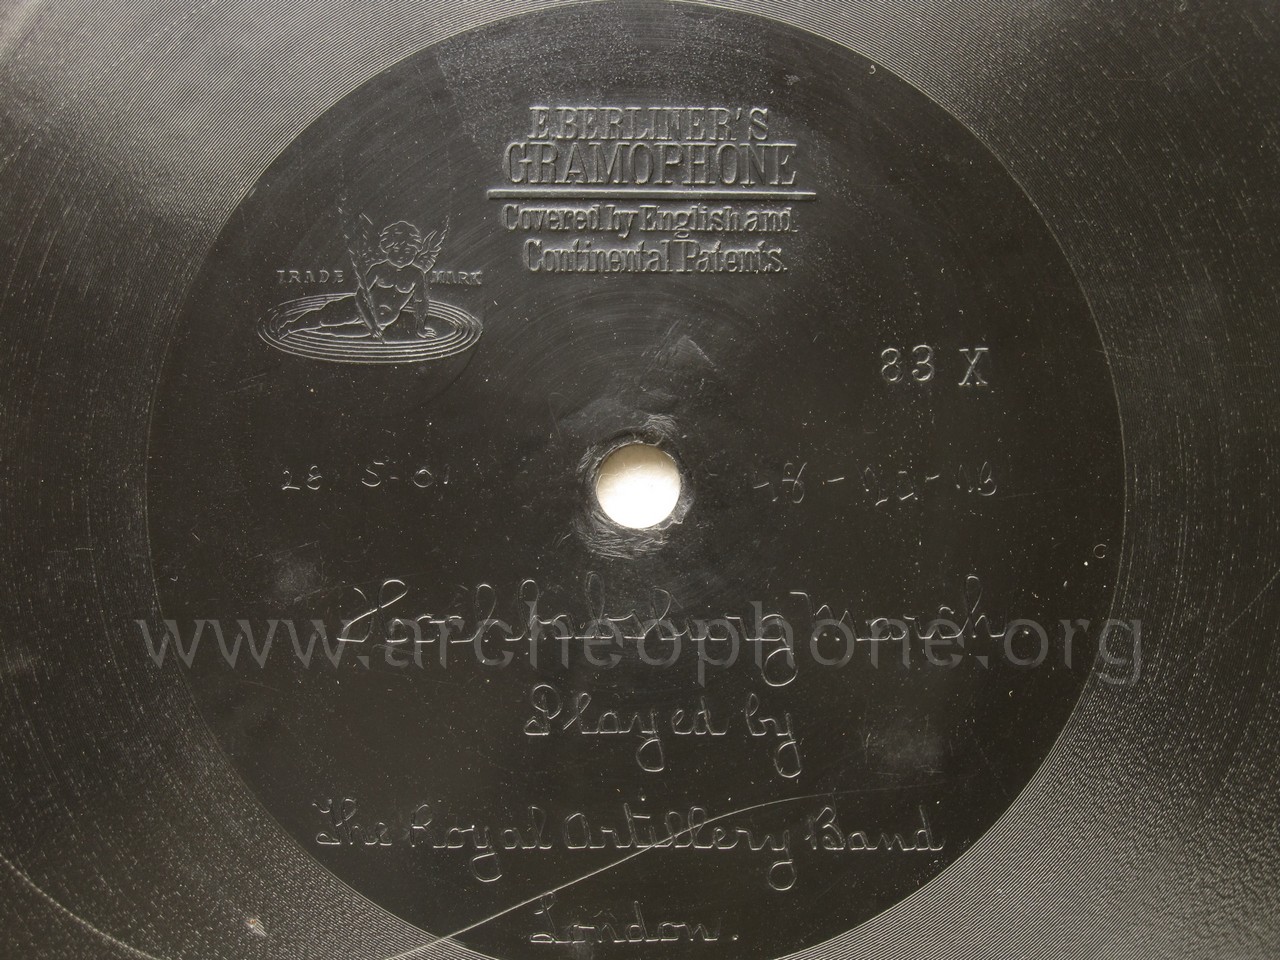 E.BERLINER'S
GRAMOPHONE
Covered by English and
Continental Patents.
TRADE MARK
83 X
28 5-01
March.
www.archeophone.org
Played by
The Royal Artillery Band
London.